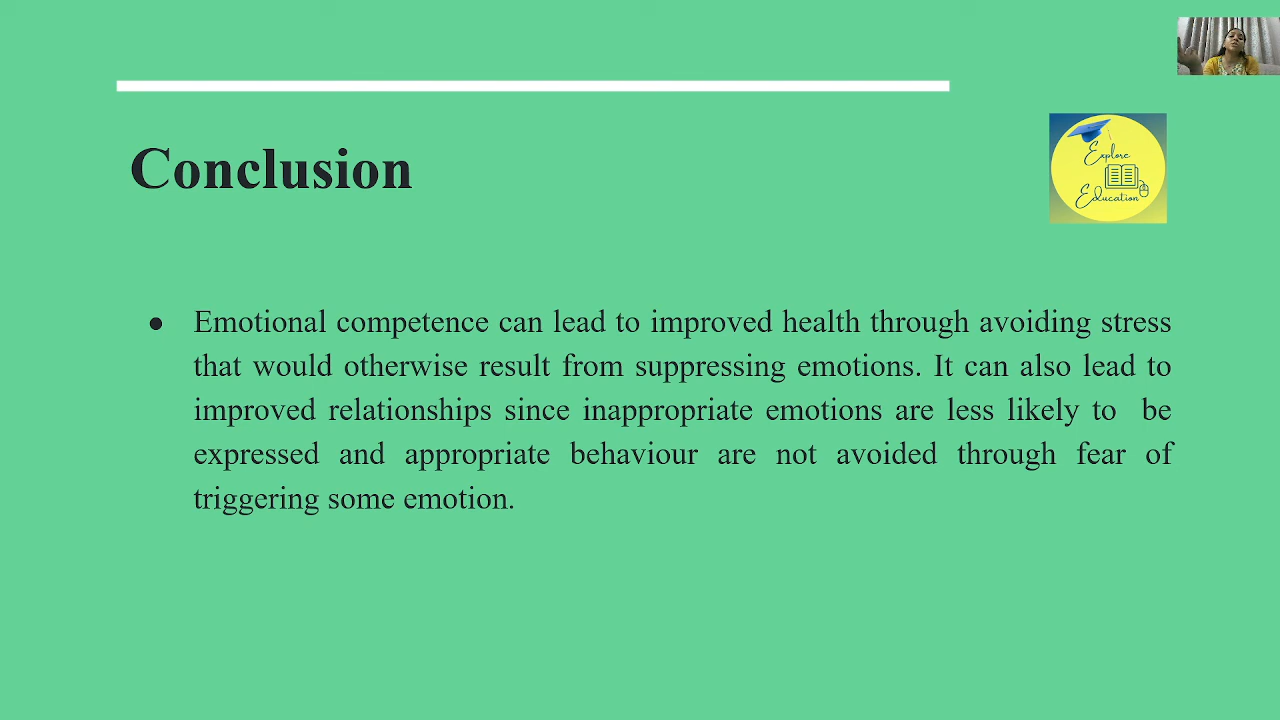 Conclusion
Explore
Education
● Emotional competence can lead to improved health through avoiding stress
that would otherwise result from suppressing emotions. It can also lead to
improved relationships since inappropriate emotions are less likely to be
expressed and appropriate behaviour are not avoided through fear of
triggering some emotion.